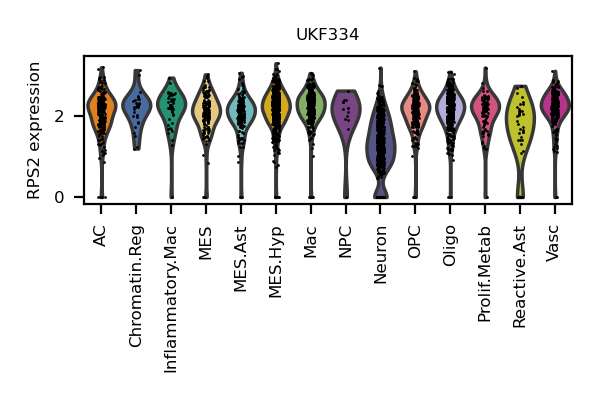 UKF334
RPS2 expression
2
0
AC
Chromatin.Reg
Inflammatory.Mac
MES
MES.Ast
MES.Hyp
Mac
NPC
Neuron
OPC
Oligo
Prolif.Metab
Reactive.Ast
Vasc